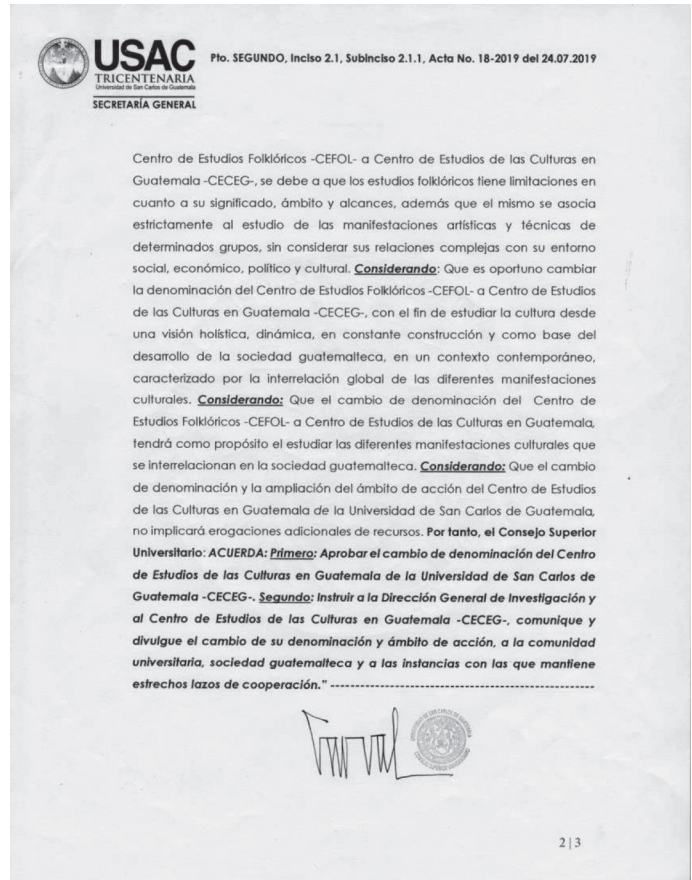 USAC
TRICENTENARIA
Universidad de San Carlos de Guatemala
SECRETARÍA GENERAL
Pto. SEGUNDO, Inciso 2.1, Subinciso 2.1.1, Acta No. 18-2019 del 24.07.2019
Centro de Estudios Folklóricos -CEFOL- a Centro de Estudios de las Culturas en
Guatemala -CECEG-, se debe a que los estudios folklóricos tiene limitaciones en
cuanto a su significado, ámbito y alcances, además que el mismo se asocia
estrictamente al estudio de las manifestaciones artísticas y técnicas de
determinados grupos, sin considerar sus relaciones complejas con su entorno
social, económico, político y cultural. Considerando: Que es oportuno cambiar
la denominación del Centro de Estudios Folklóricos -CEFOL- a Centro de Estudios
de las Culturas en Guatemala -CECEG-, con el fin de estudiar la cultura desde
una visión holística, dinámica, en constante construcción y como base del
desarrollo de la sociedad guatemalteca, en un contexto contemporáneo,
caracterizado por la interrelación global de las diferentes manifestaciones
culturales. Considerando: Que el cambio de denominación del Centro de
Estudios Folklóricos -CEFOL- a Centro de Estudios de las Culturas en Guatemala,
tendrá como propósito el estudiar las diferentes manifestaciones culturales que
se interrelacionan en la sociedad guatemalteca. Considerando: Que el cambio
de denominación y la ampliación del ámbito de acción del Centro de Estudios
de las Culturas en Guatemala de la Universidad de San Carlos de Guatemala,
no implicará erogaciones adicionales de recursos. Por tanto, el Consejo Superior
Universitario: ACUERDA: Primero: Aprobar el cambio de denominación del Centro
de Estudios de las Culturas en Guatemala de la Universidad de San Carlos de
Guatemala -CECEG-. Segundo: Instruir a la Dirección General de Investigación y
al Centro de Estudios de las Culturas en Guatemala -CECEG-, comunique y
divulgue el cambio de su denominación y ámbito de acción, a la comunidad
universitaria, sociedad guatemalteca y a las instancias con las que mantiene
estrechos lazos de cooperación." -----------------------------------------------------
2|3